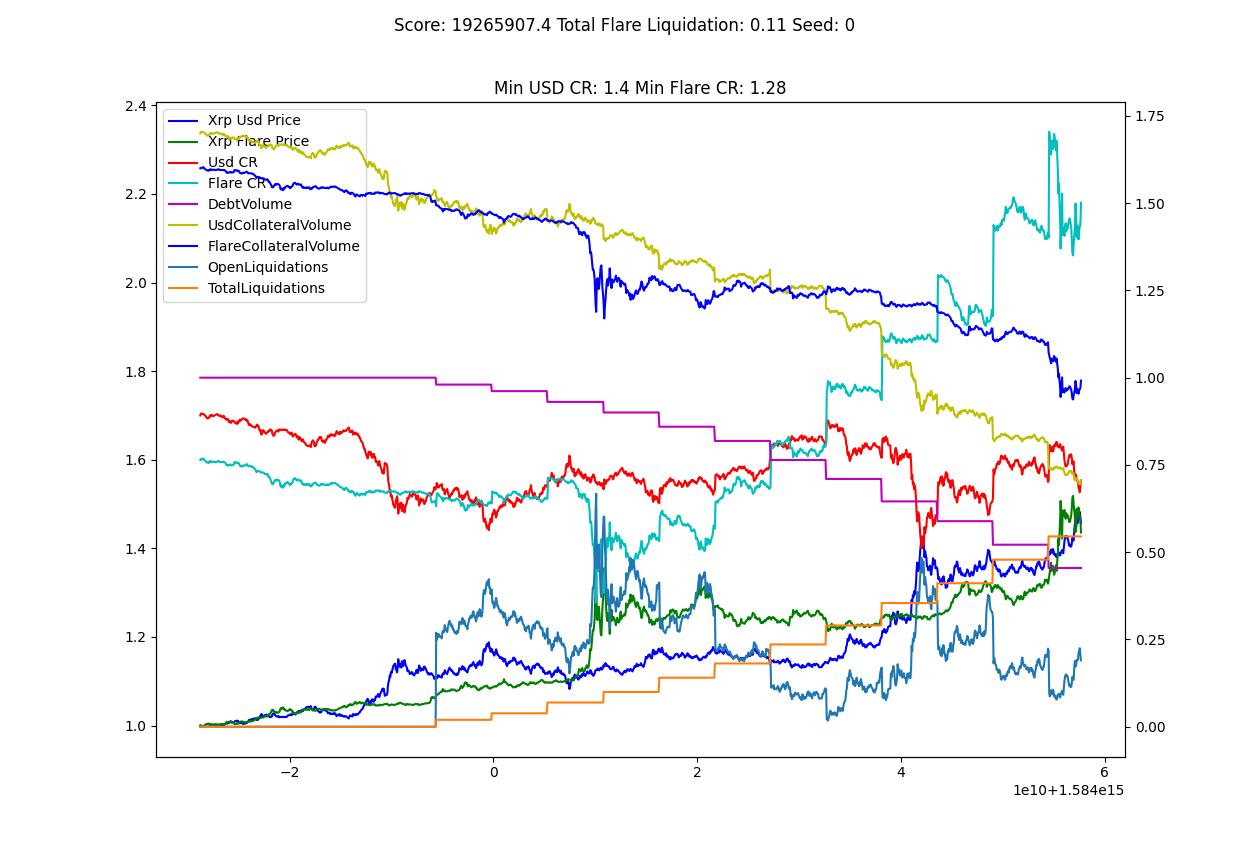 Score: 19265907.4 Total Flare Liquidation: 0.11 Seed: 0
Min USD CR: 1.4 Min Flare CR: 1.28
2.4
2.2
2.0
1.8
1.6
1.4
1.2
1.0
Xrp Usd Price
Xrp Flare Price
Usd CR
Flare CR
DebtVolume
UsdCollateralVolume
FlareCollateralVolume
OpenLiquidations
TotalLiquidations
1.75
1.50
1.25
1.00
0.75
0.50
0.25
0.00
−2 0 2 4 6
1e10+1.584e15